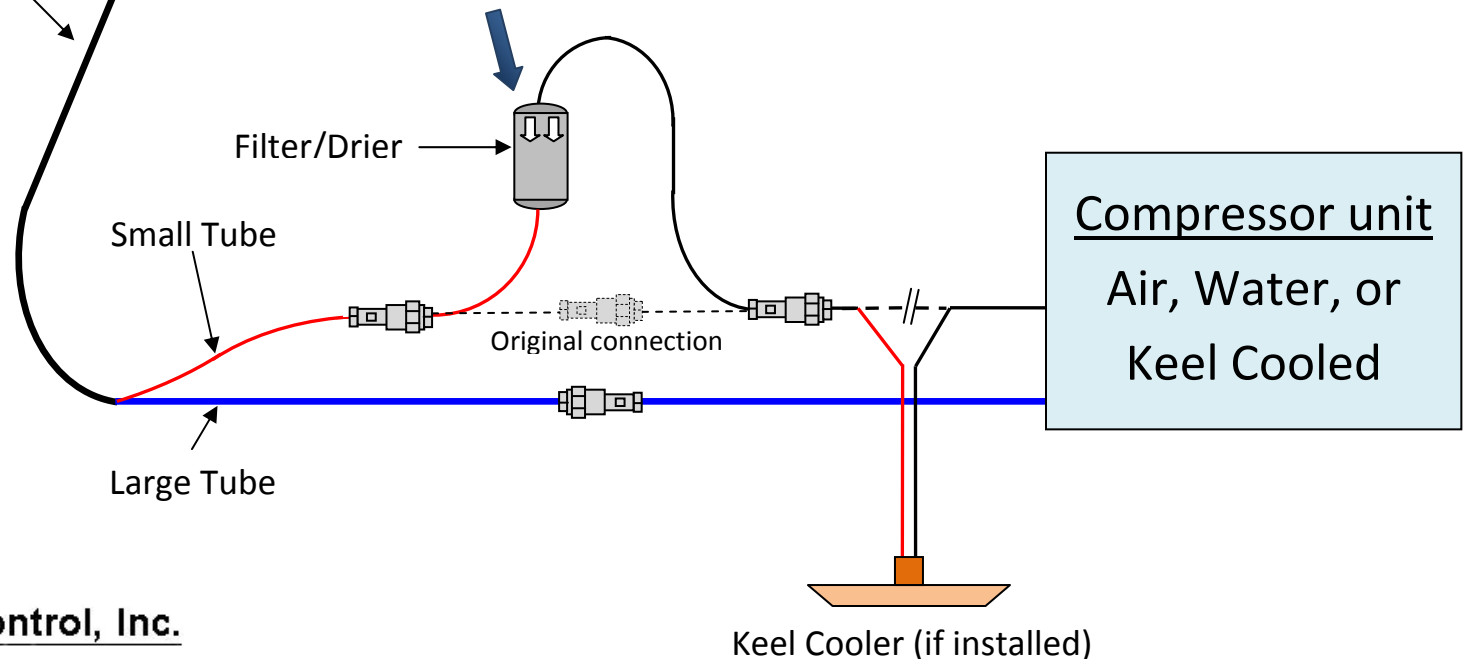 Filter/Drier
Small Tube
Original connection
Compressor unit
Air, Water, or
Keel Cooled
Large Tube
Keel Cooler (if installed)
Inc.